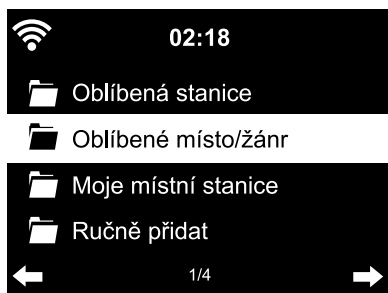 02:18
Oblíbená stanice
Oblíbené místo/žánr
Moje místní stanice
Ručně přidat
1/4